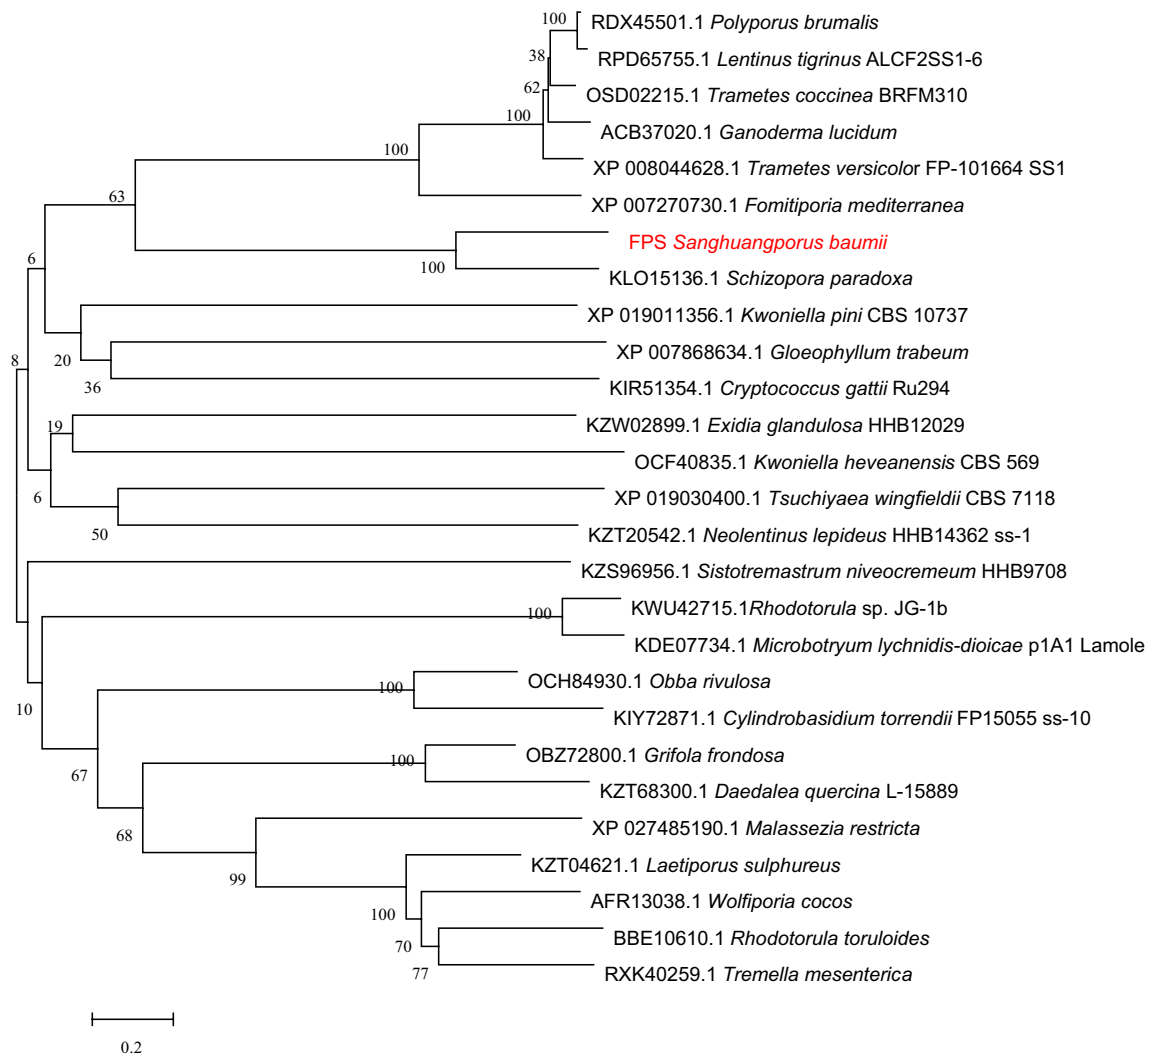 100
RDX45501.1 Polyporus brumalis
38
RPD65755.1 Lentinus tigrinus ALCF2SS1-6
62
OSD02215.1 Trametes coccinea BRFM310
100
ACB37020.1 Ganoderma lucidum
100
XP 008044628.1 Trametes versicolor FP-101664 SS1
63
XP 007270730.1 Fomitiporia mediterranea
FPS Sanghuangporus baumii
6
100
KLO15136.1 Schizopora paradoxa
XP 019011356.1 Kwoniella pini CBS 10737
8
20
XP 007868634.1 Gloeophyllum trabeum
36
KIR51354.1 Cryptococcus gattii Ru294
19
KZW02899.1 Exidia glandulosa HHB12029
OCF40835.1 Kwoniella heveanensis CBS 569
6
XP 019030400.1 Tsuchiyaea wingfieldii CBS 7118
50
KZT20542.1 Neolentinus lepideus HHB14362 ss-1
KZS96956.1 Sistotremastrum niveocremeum HHB9708
100
KWU42715.1Rhodotorula sp. JG-1b
KDE07734.1 Microbotryum lychnidis-dioicae p1A1 Lamole
10
100
OCH84930.1 Obba rivulosa
KIY72871.1 Cylindrobasidium torrendii FP15055 ss-10
67
100
OBZ72800.1 Grifola frondosa
KZT68300.1 Daedalea quercina L-15889
68
XP 027485190.1 Malassezia restricta
99
KZT04621.1 Laetiporus sulphureus
100
AFR13038.1 Wolfiporia cocos
70
BBE10610.1 Rhodotorula toruloides
77
RXK40259.1 Tremella mesenterica
0.2